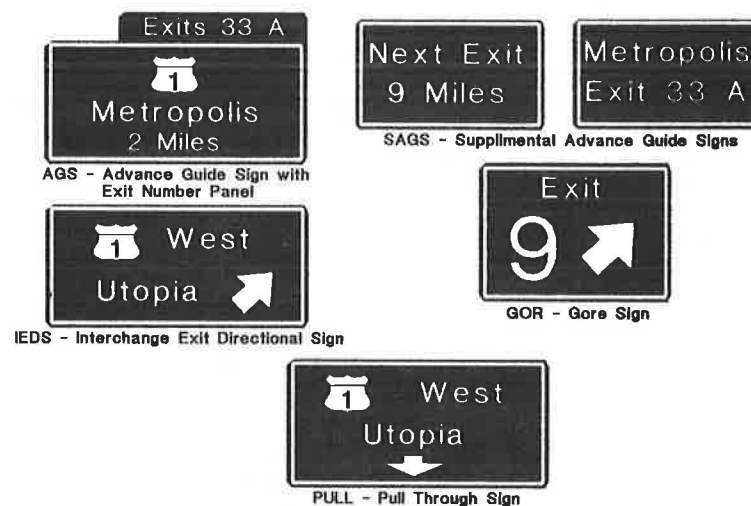 Exits 33 A
1
Metropolis
2 Miles
AGS - Advance Guide Sign with
Exit Number Panel
Next Exit
9 Miles
Metropolis
Exit 33 A
SAGS - Supplimental Advance Guide Signs
1 West
Utopia
IEDS - Interchange Exit Directional Sign
Exit
9
GOR - Gore Sign
1 West
Utopia
PULL - Pull Through Sign